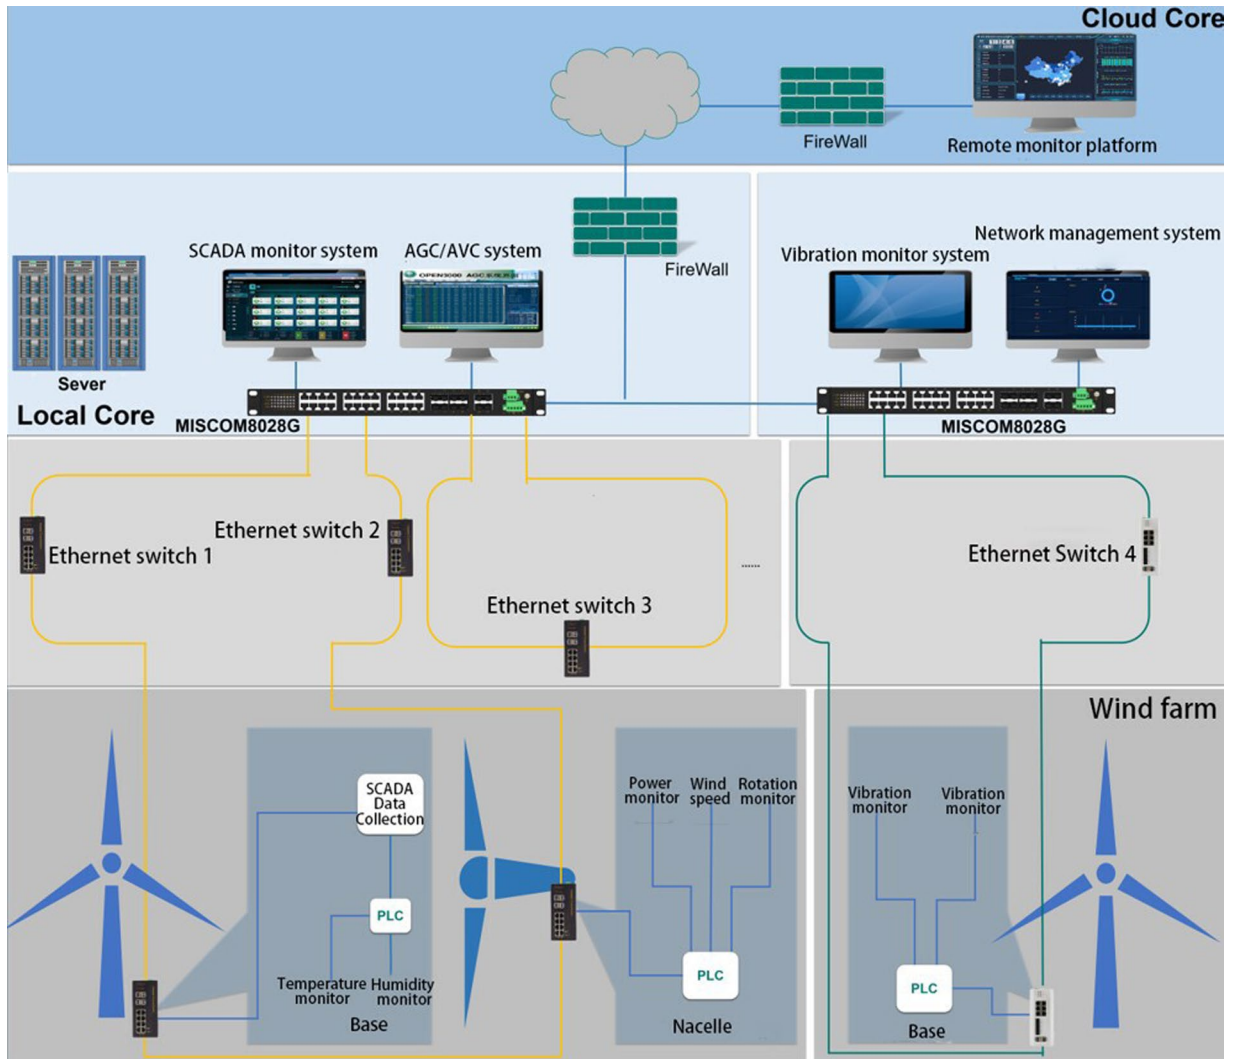 Cloud Core
FireWall
Remote monitor platform
SCADA monitor system
AGC/AVC system
FireWall
Vibration monitor system
Network management system
OPEN3000 AGC
Sever
Local Core
MISCOM8028G
MISCOM8028G
Ethernet switch 1
Ethernet switch 2
Ethernet switch 3
......
Ethernet Switch 4
Wind farm
SCADA
Data
Collection
PLC
Temperature
monitor
Humidity
monitor
Base
Power
monitor
Wind
speed
Rotation
monitor
PLC
Nacelle
Vibration
monitor
Vibration
monitor
PLC
Base